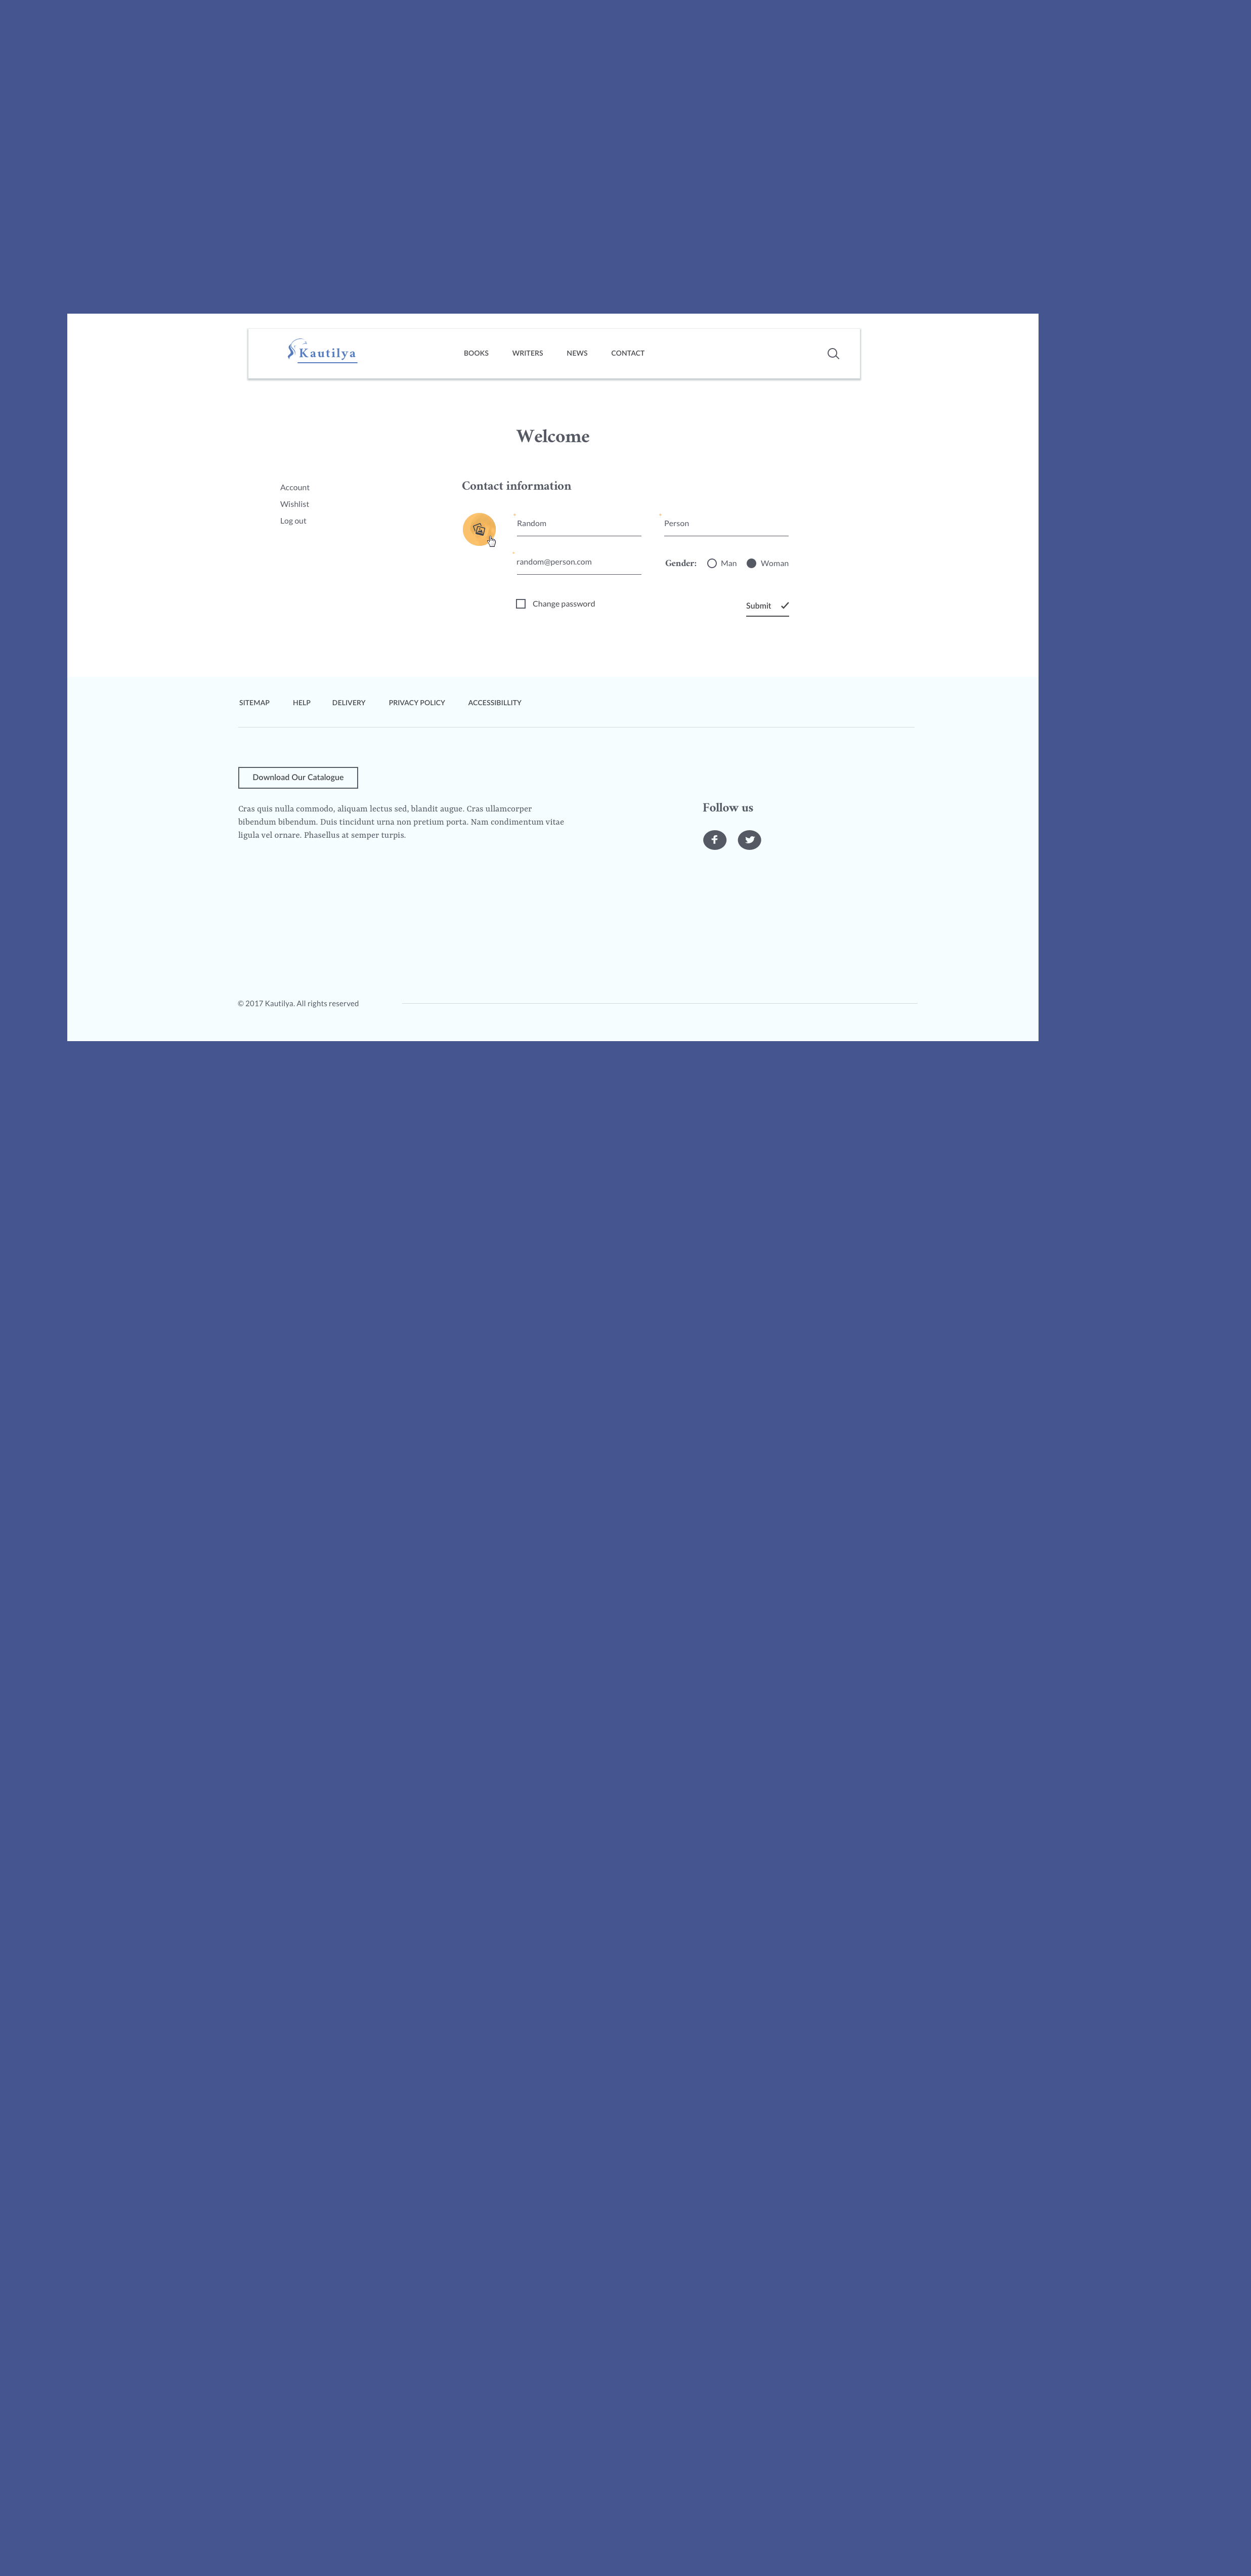 Kautilya
BOOKS WRITERS NEWS CONTACT
Welcome
Account
Wishlist
Log out
Contact information
* Random
* Person
* random@person.com
Gender: Man Woman
Change password
Submit
SITEMAP HELP DELIVERY PRIVACY POLICY ACCESSIBILLITY
Download Our Catalogue
Cras quis nulla commodo, aliquam lectus sed, blandit augue. Cras ullamcorper
bibendum bibendum. Duis tincidunt urna non pretium porta. Nam condimentum vitae
ligula vel ornare. Phasellus at semper turpis.
Follow us
© 2017 Kautilya. All rights reserved